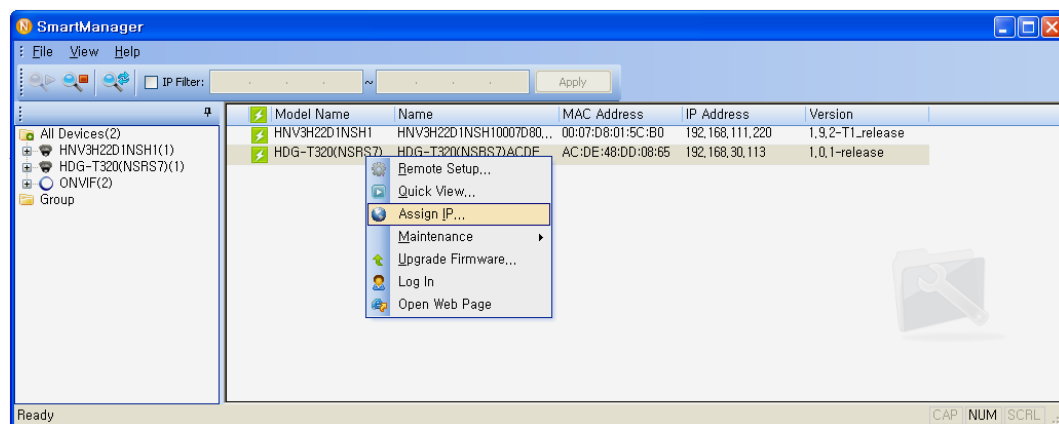 SmartManager
File View Help
IP Filter: . . . ~ . . . Apply
All Devices(2)
HNV3H22D1NSH1(1)
HDG-T320(NSRS7)(1)
ONVIF(2)
Group
Model Name Name MAC Address IP Address Version
HNV3H22D1NSH1 HNV3H22D1NSH10007D80... 00:07:D8:01:5C:B0 192,168,111,220 1,9,2-T1_release
HDG-T320(NSRS7) HDG-T320(NSRS7)ACDE AC:DE:48:DD:08:65 192,168,30,113 1,0,1-release
Remote Setup...
Quick View...
Assign IP...
Maintenance
Upgrade Firmware...
Log In
Open Web Page
Ready CAP NUM SCRL